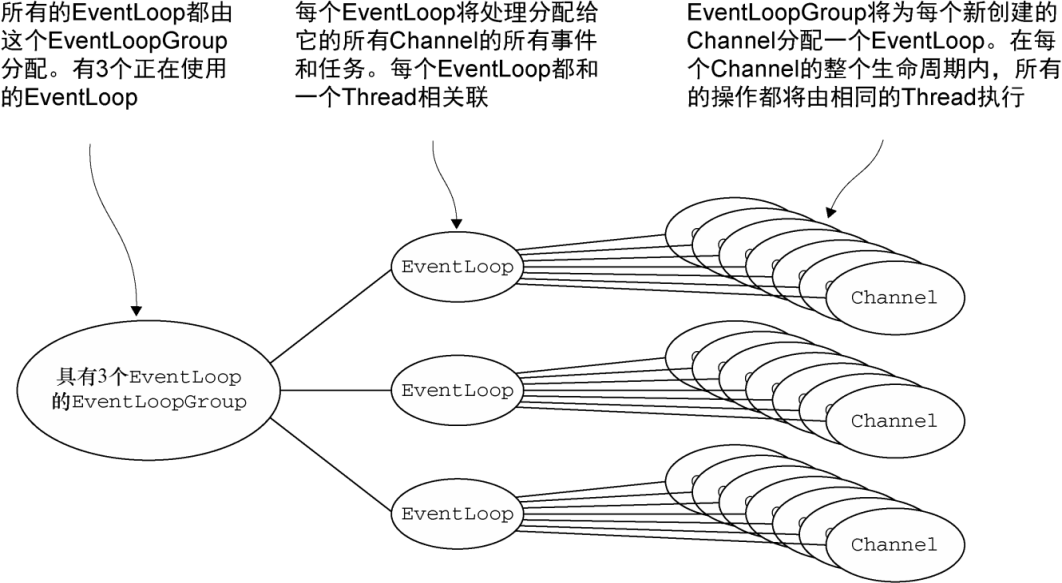 所有的EventLoop都由
这个EventLoopGroup
分配。有3个正在使用
的EventLoop
每个EventLoop将处理分配给
它的所有Channel的所有事件
和任务。每个EventLoop都和
一个Thread相关联
EventLoopGroup将为每个新创建的
Channel分配一个EventLoop。在每
个Channel的整个生命周期内，所有
的操作都将由相同的Thread执行
EventLoop
Channel
具有3个EventLoop
的EventLoopGroup
EventLoop
Channel
EventLoop
Channel